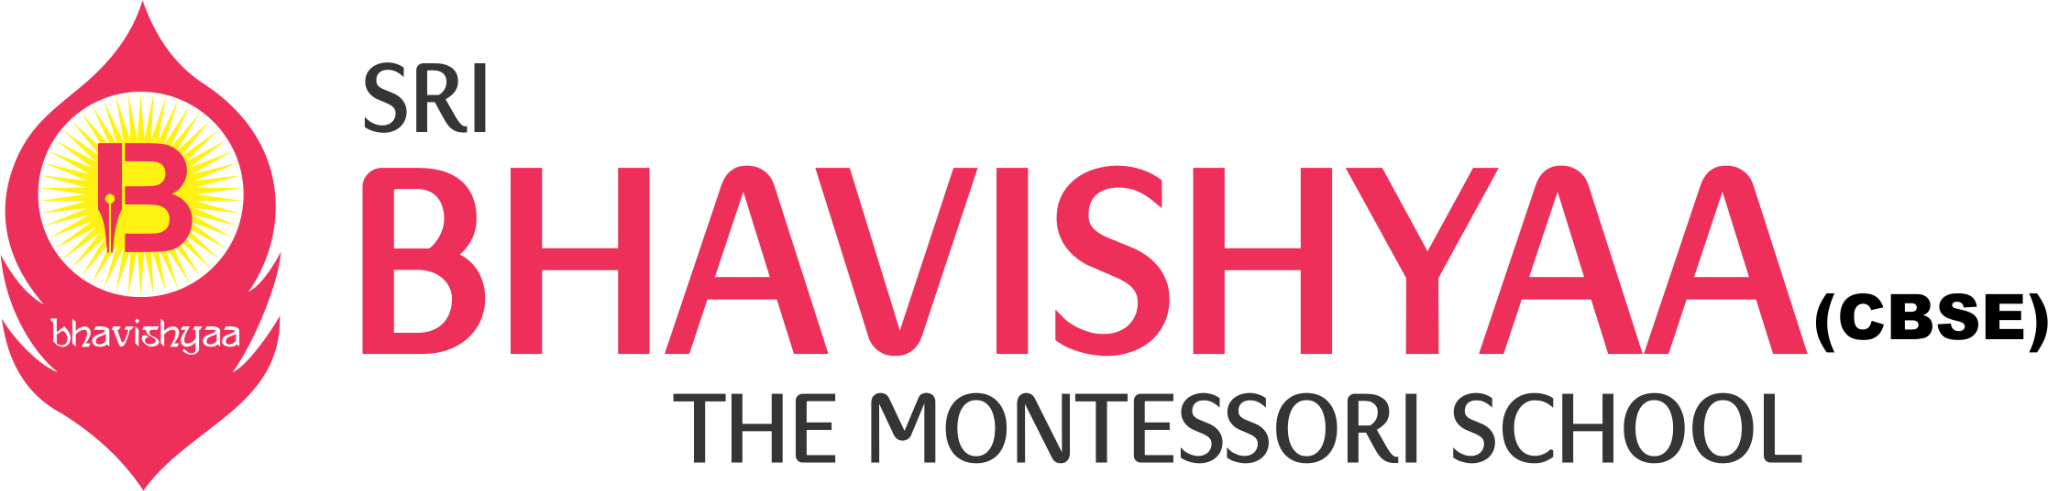 B
bhavishyaa
SRI
BHAVISHYAA (CBSE)
THE MONTESSORI SCHOOL